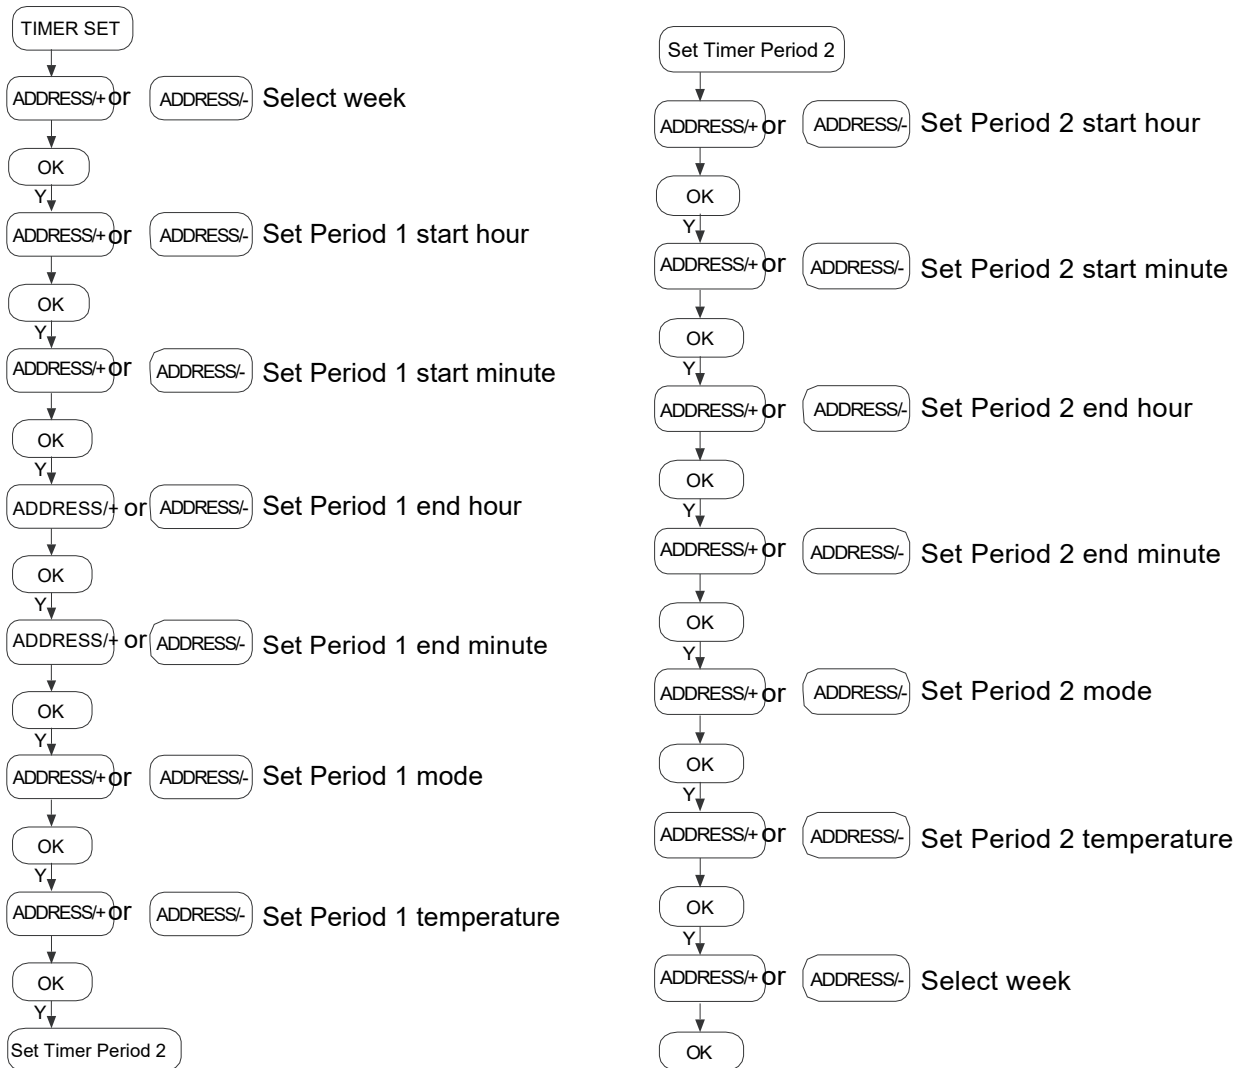 TIMER SET
ADDRESS/+ or ADDRESS/- Select week
OK
Y
ADDRESS/+ or ADDRESS/- Set Period 1 start hour
OK
Y
ADDRESS/+ or ADDRESS/- Set Period 1 start minute
OK
Y
ADDRESS/+ or ADDRESS/- Set Period 1 end hour
OK
Y
ADDRESS/+ or ADDRESS/- Set Period 1 end minute
OK
Y
ADDRESS/+ or ADDRESS/- Set Period 1 mode
OK
Y
ADDRESS/+ or ADDRESS/- Set Period 1 temperature
OK
Y
Set Timer Period 2
Set Timer Period 2
ADDRESS/+ or ADDRESS/- Set Period 2 start hour
OK
Y
ADDRESS/+ or ADDRESS/- Set Period 2 start minute
OK
Y
ADDRESS/+ or ADDRESS/- Set Period 2 end hour
OK
Y
ADDRESS/+ or ADDRESS/- Set Period 2 end minute
OK
Y
ADDRESS/+ or ADDRESS/- Set Period 2 mode
OK
Y
ADDRESS/+ or ADDRESS/- Set Period 2 temperature
OK
Y
ADDRESS/+ or ADDRESS/- Select week
OK